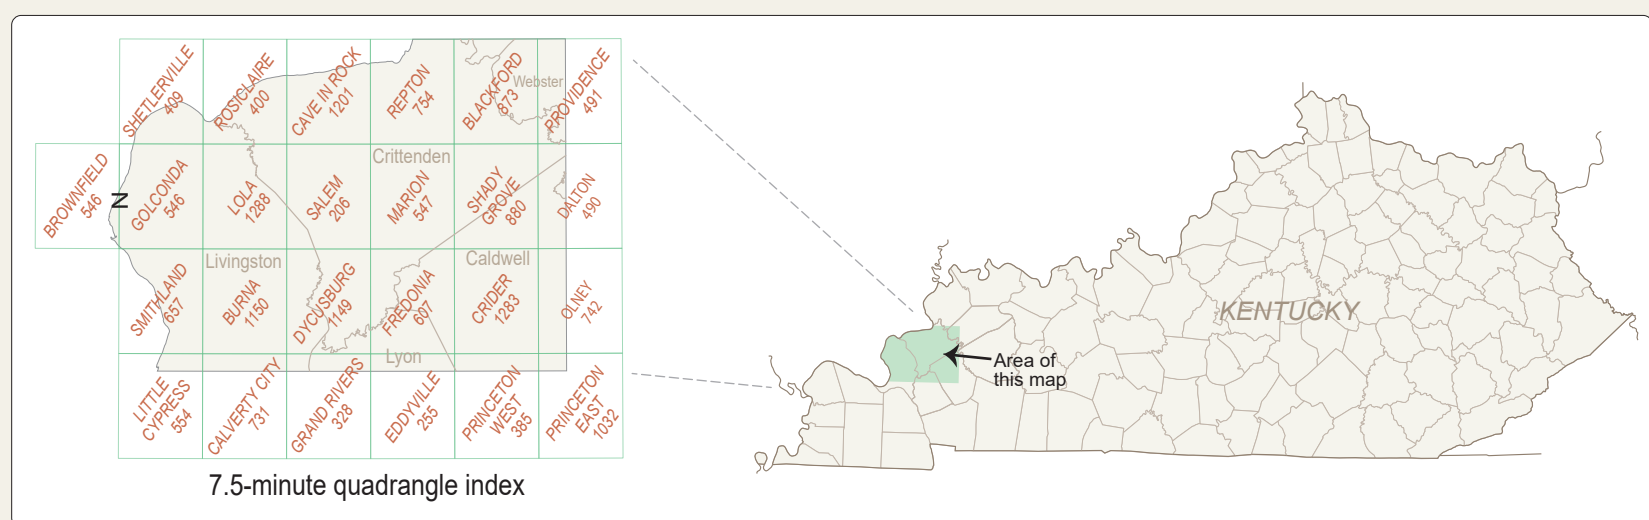 SHETLERVILLE
409
ROSICLAIRE
400
CAVE IN ROCK
1201
REPTON
754
BLACKFORD
873
Webster
PROVIDENCE
491
BROWNFIELD
546
N
GOLCONDA
546
LOLA
1288
SALEM
206
Crittenden
MARION
547
SHADY
GROVE
880
DALTON
490
SMITHLAND
657
Livingston
BURNA
1150
DYCUSBURG
1149
FREDONIA
607
Caldwell
CRIDER
1283
OLNEY
742
Lyon
LITTLE
CYPRESS
554
CALVERTY CITY
731
GRAND RIVERS
328
EDDYVILLE
255
PRINCETON
WEST
385
PRINCETON
EAST
1032
7.5-minute quadrangle index
KENTUCKY
Area of
this map